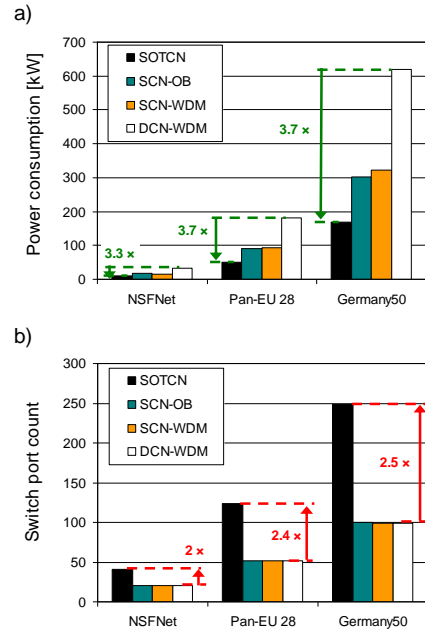 a)
Power consumption [kW]
700
600
500
400
300
200
100
0
SOTCN
SCN-OB
SCN-WDM
DCN-WDM
3.3 ×
3.7 ×
3.7 ×
NSFNet
Pan-EU 28
Germany50
b)
Switch port count
300
250
200
150
100
50
0
SOTCN
SCN-OB
SCN-WDM
DCN-WDM
2 ×
2.4 ×
2.5 ×
NSFNet
Pan-EU 28
Germany50